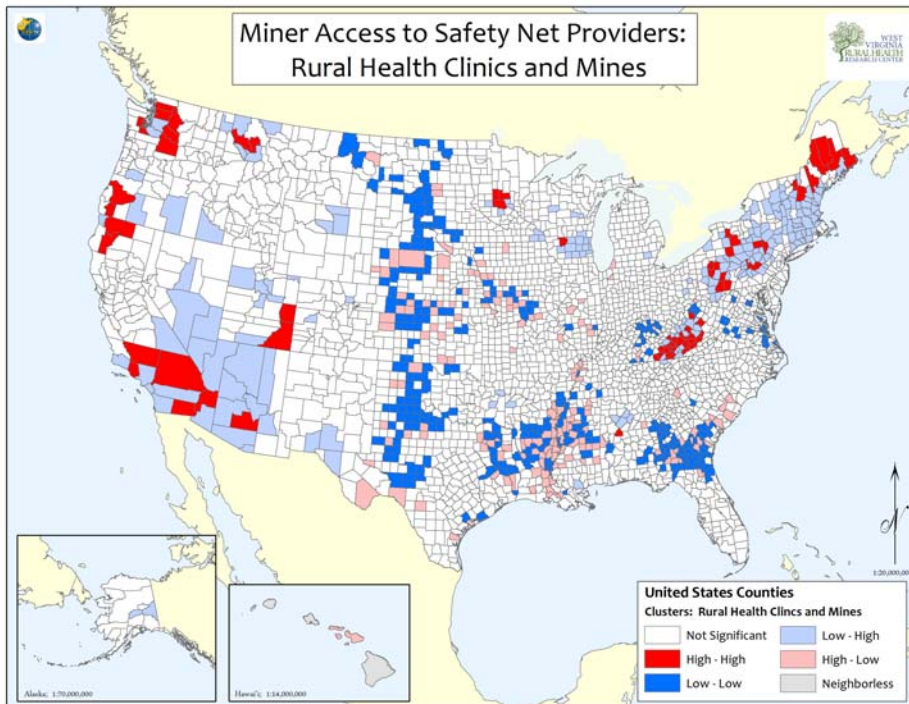 Miner Access to Safety Net Providers:
Rural Health Clinics and Mines
WEST
VIRGINIA
RURAL HEALTH
RESEARCH CENTER
N
1:20,000,000
Alaska; 1:70,000,000
Hawai'i; 1:14,000,000
United States Counties
Clusters: Rural Health Clincs and Mines
Not Significant
Low - High
High - High
High - Low
Low - Low
Neighborless